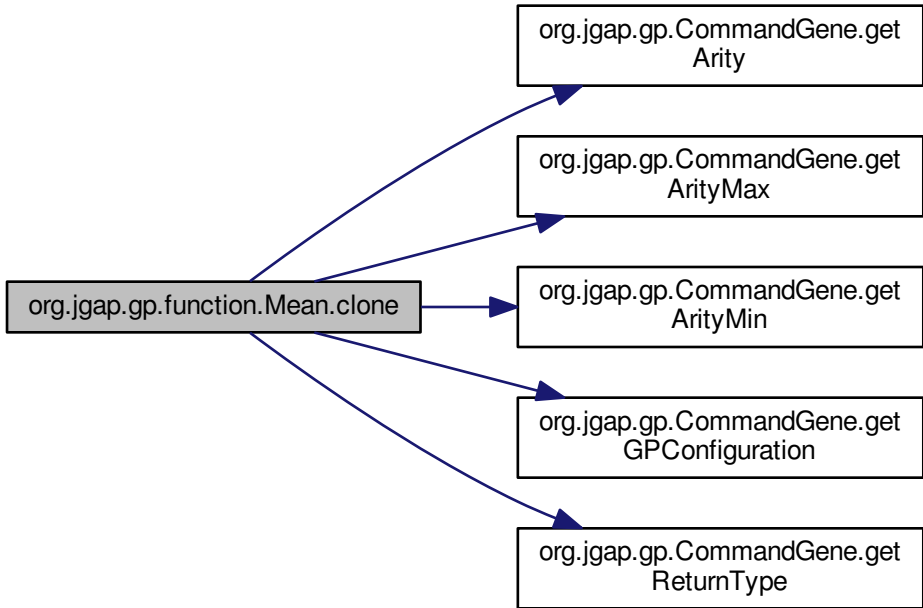 org.jgap.gp.CommandGene.get
Arity
org.jgap.gp.CommandGene.get
ArityMax
org.jgap.gp.function.Mean.clone
org.jgap.gp.CommandGene.get
ArityMin
org.jgap.gp.CommandGene.get
GPConfiguration
org.jgap.gp.CommandGene.get
ReturnType